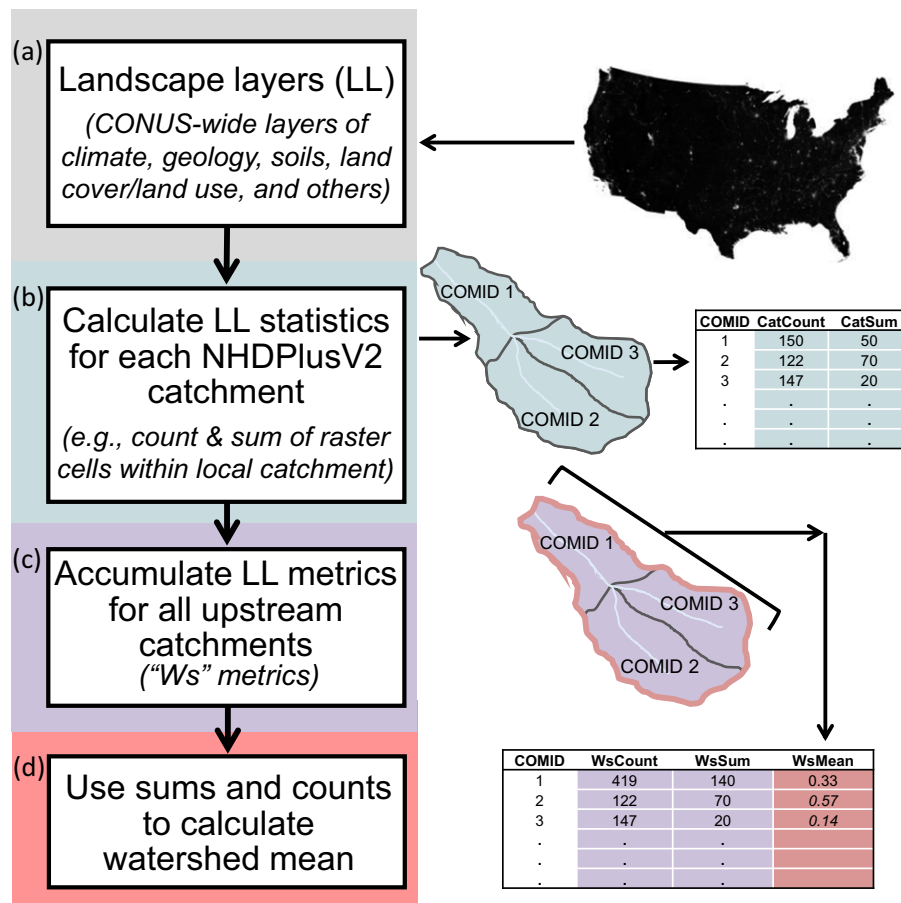 (a)
Landscape layers (LL)
(CONUS-wide layers of
climate, geology, soils, land
cover/land use, and others)
(b)
Calculate LL statistics
for each NHDPlusV2
catchment
(e.g., count & sum of raster
cells within local catchment)
COMID 1
COMID 3
COMID 2
COMID CatCount CatSum
1 150 50
2 122 70
3 147 20
. . .
. . .
. . .
(c)
Accumulate LL metrics
for all upstream
catchments
(“Ws” metrics)
COMID 1
COMID 3
COMID 2
(d)
Use sums and counts
to calculate
watershed mean
COMID WsCount WsSum WsMean
1 419 140 0.33
2 122 70 0.57
3 147 20 0.14
. . .
. . .
. . .